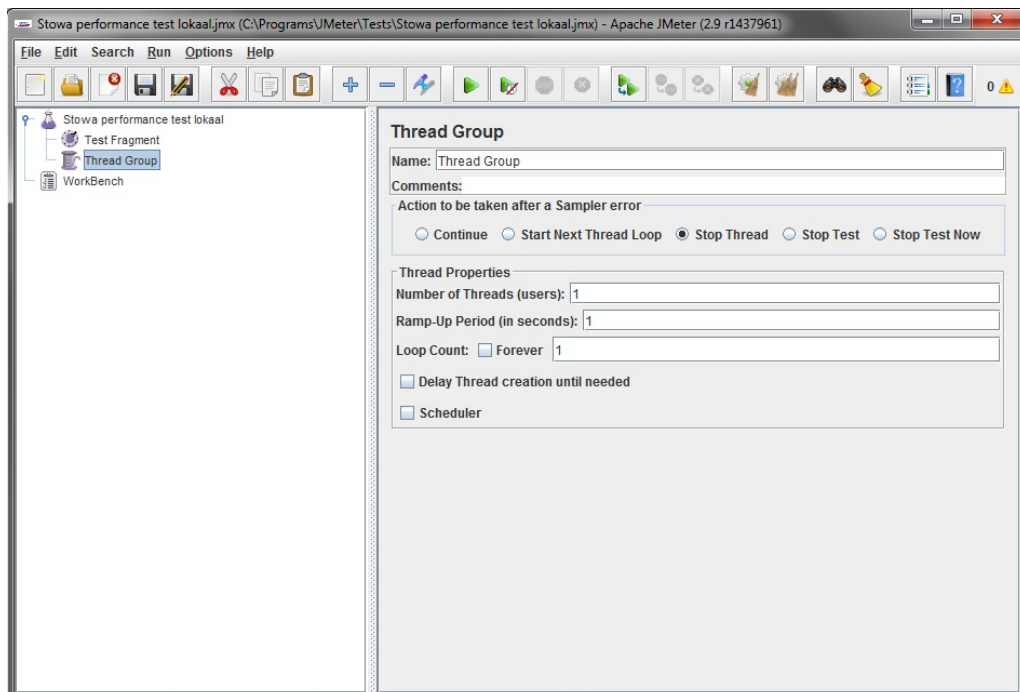 Stowa performance test lokaal.jmx (C:\Programs\JMeter\Tests\Stowa performance test lokaal.jmx) - Apache JMeter (2.9 r1437961)
File Edit Search Run Options Help
0
Stowa performance test lokaal
Test Fragment
Thread Group
WorkBench
Thread Group
Name: Thread Group
Comments:
Action to be taken after a Sampler error
Continue Start Next Thread Loop Stop Thread Stop Test Stop Test Now
Thread Properties
Number of Threads (users): 1
Ramp-Up Period (in seconds): 1
Loop Count: Forever 1
Delay Thread creation until needed
Scheduler